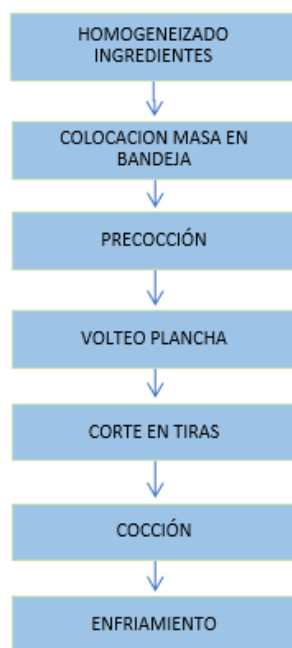 HOMOGENEIZADO
INGREDIENTES
COLOCACION MASA EN
BANDEJA
PRECOCCIÓN
VOLTEO PLANCHA
CORTE EN TIRAS
COCCIÓN
ENFRIAMIENTO